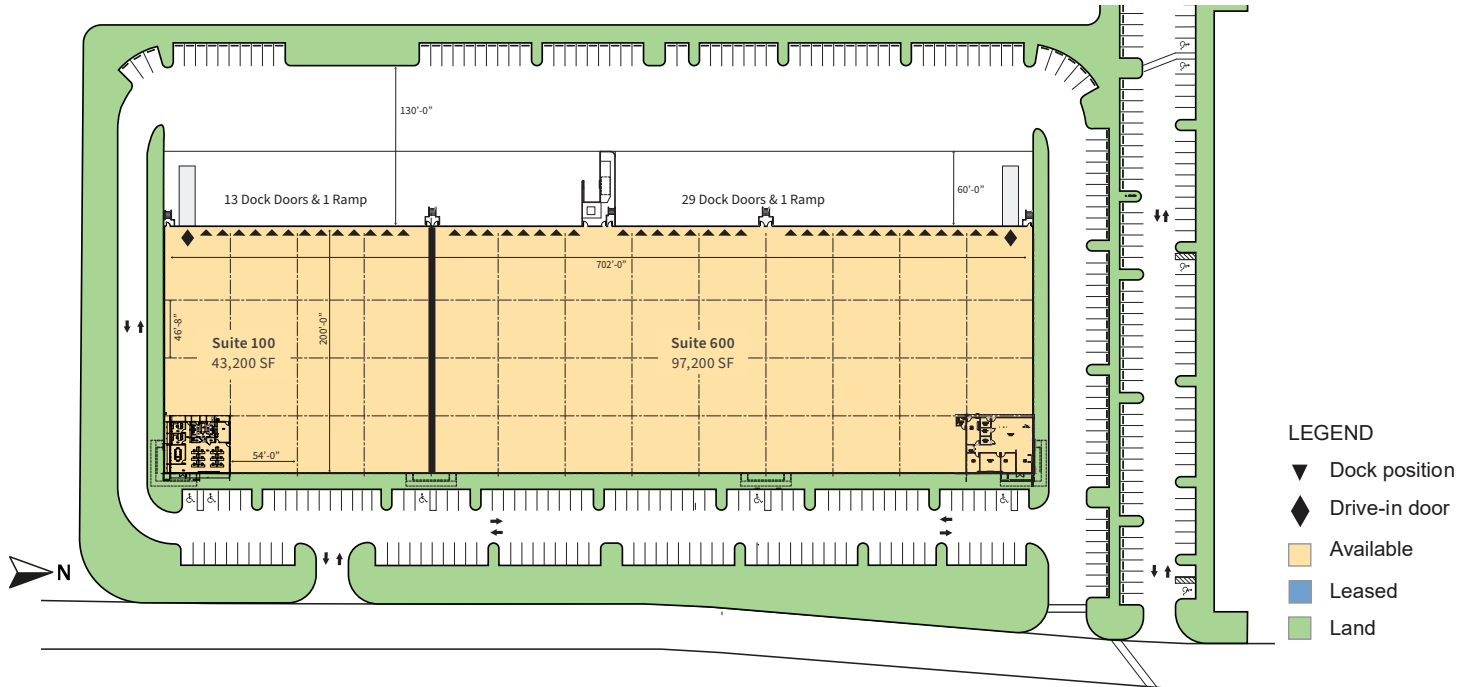 130'-0"
13 Dock Doors & 1 Ramp
29 Dock Doors & 1 Ramp
60'-0"
702'-0"
46'-8"
200'-0"
Suite 100
43,200 SF
Suite 600
97,200 SF
54'-0"
N
LEGEND
Dock position
Drive-in door
Available
Leased
Land